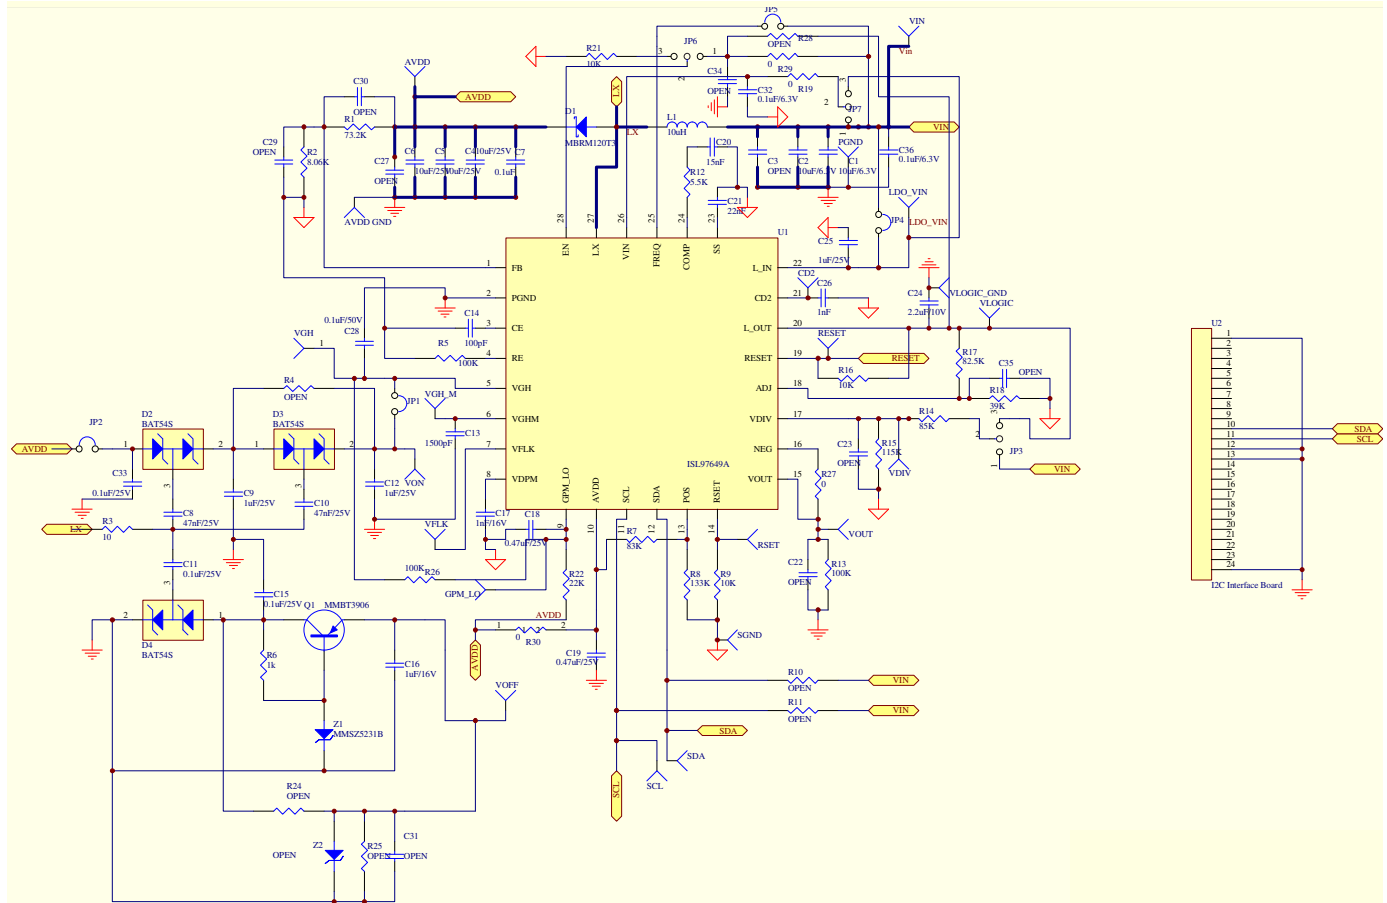 JP5
VIN
R28
OPEN
Vin
R21
10K
3
JP6
1
2
0
R29
0
R19
C34
OPEN
C32
0.1uF/6.3V
3
2
JP7
1
AVDD
AVDD
C30
OPEN
R1
73.2K
C29
OPEN
R2
8.06K
C27
OPEN
C6
10uF/25V
C5
10uF/25V
C4
10uF/25V
C7
0.1uF
AVDD GND
LX
D1
MBRM120T3
LX
L1
10uH
VIN
C20
15nF
R12
5.5K
C21
22nF
C3
OPEN
C2
10uF/6.3V
C1
10uF/6.3V
PGND
C36
0.1uF/6.3V
LDO_VIN
LDO_VIN
JP4
C25
1uF/25V
28
27
26
25
24
23
U1
EN
LX
VIN
FREQ
COMP
SS
1
FB
2
PGND
3
CE
4
RE
5
VGH
6
VGHM
7
VFLK
8
VDPM
L_IN
22
CD2
21
L_OUT
20
RESET
19
ADJ
18
VDIV
17
NEG
16
VOUT
15
ISL97649A
GPM_LO
AVDD
SCL
SDA
POS
RSET
9
10
11
12
13
14
CD2
C26
1nF
C24
2.2uF/10V
VLOGIC_GND
VLOGIC
RESET
RESET
R16
10K
R17
82.5K
C35
OPEN
R18
39K
R14
85K
3
2
1
JP3
VIN
C23
OPEN
R15
115K
VDIV
R27
0
VOUT
C22
OPEN
R13
100K
0.1uF/50V
C28
C14
100pF
R5
100K
VGH
1
R4
OPEN
JP1
VGH_M
C13
1500pF
JP2
AVDD
1
D2
BAT54S
2
3
D3
BAT54S
1
2
3
C33
0.1uF/25V
C8
47nF/25V
C9
1uF/25V
C10
47nF/25V
C12
1uF/25V
VON
VFLK
LX
R3
10
C11
0.1uF/25V
3
100K
R26
C17
1nF/16V
C18
0.47uF/25V
GPM_LO
R22
22K
R7
83K
R8
133K
R9
10K
RSET
SGND
2
1
D4
BAT54S
C15
0.1uF/25V
Q1
MMBT3906
R6
1k
C16
1uF/16V
Z1
MMSZ5231B
AVDD
AVDD
1
0
2
2
R30
C19
0.47uF/25V
VOFF
R10
OPEN
VIN
R11
OPEN
VIN
SDA
SDA
SCL
SCL
R24
OPEN
OPEN
Z2
R25
OPEN
C31
OPEN
U2
1
2
3
4
5
6
7
8
9
10
11
12
13
14
15
16
17
18
19
20
21
22
23
24
SDA
SCL
I2C Interface Board